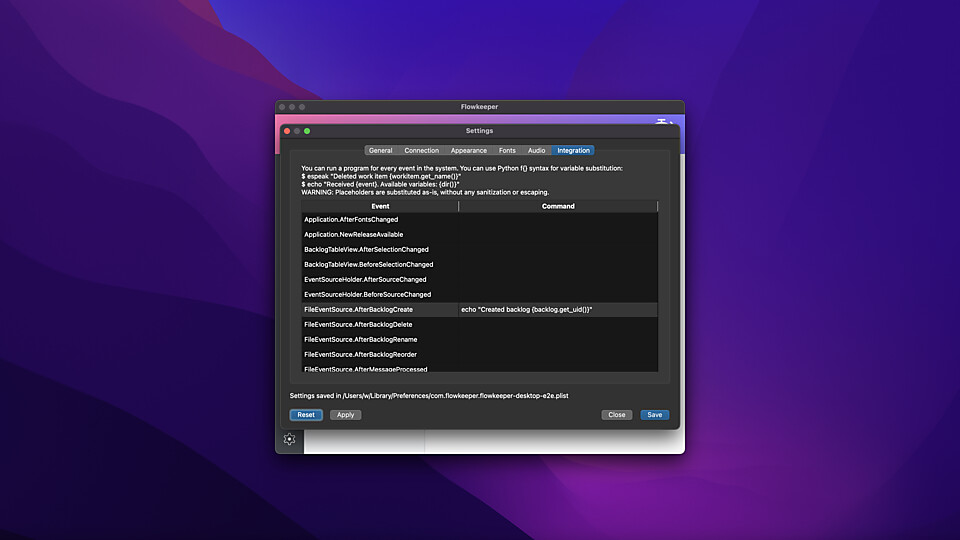 Flowkeeper
Settings
General Connection Appearance Fonts Audio Integration
You can run a program for every event in the system. You can use Python f{} syntax for variable substitution:
$ espeak "Deleted work item {workitem.get_name()}"
$ echo "Received {event}. Available variables: {dir()}"
WARNING: Placeholders are substituted as-is, without any sanitization or escaping.
Event Command
Application.AfterFontsChanged
Application.NewReleaseAvailable
BacklogTableView.AfterSelectionChanged
BacklogTableView.BeforeSelectionChanged
EventSourceHolder.AfterSourceChanged
EventSourceHolder.BeforeSourceChanged
FileEventSource.AfterBacklogCreate echo "Created backlog {backlog.get_uid()}"
FileEventSource.AfterBacklogDelete
FileEventSource.AfterBacklogRename
FileEventSource.AfterBacklogReorder
FileEventSource.AfterMessageProcessed
Settings saved in /Users/w/Library/Preferences/com.flowkeeper.flowkeeper-desktop-e2e.plist
Reset Apply Close Save